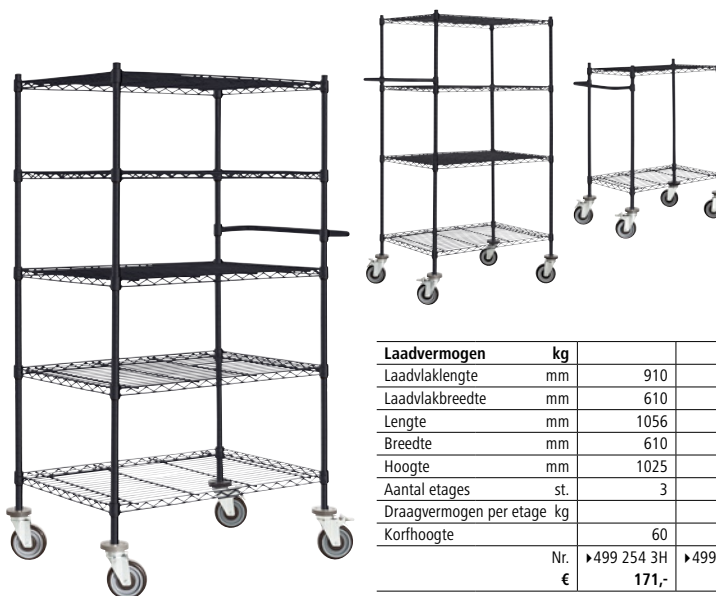 Laadvermogen kg
Laadvlaklengte mm 910
Laadvlakbreedte mm 610
Lengte mm 1056
Breedte mm 610
Hoogte mm 1025
Aantal etages st. 3
Draagvermogen per etage kg
Korfhoogte 60
Nr. ▸499 254 3H ▸499
€ 171,-